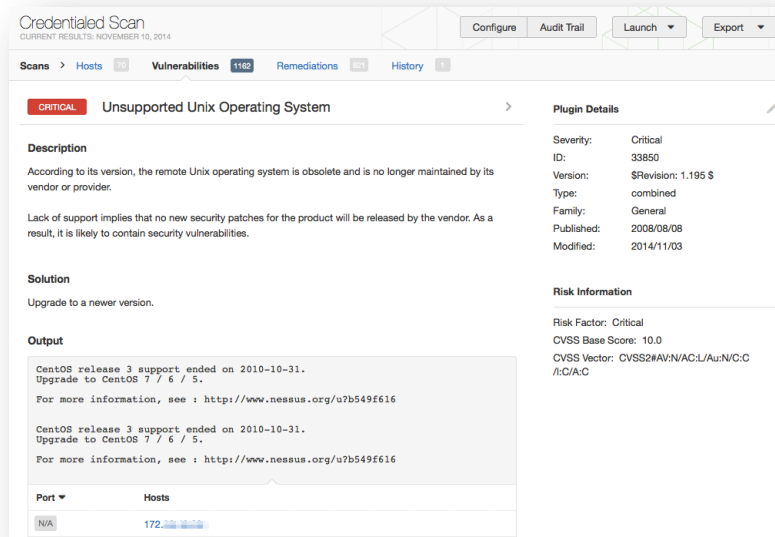 Credentialed Scan
CURRENT RESULTS: NOVEMBER 10, 2014
Configure Audit Trail Launch Export
Scans > Hosts 70 Vulnerabilities 1162 Remediations 821 History 1
CRITICAL Unsupported Unix Operating System
Description
According to its version, the remote Unix operating system is obsolete and is no longer maintained by its
vendor or provider.
Lack of support implies that no new security patches for the product will be released by the vendor. As a
result, it is likely to contain security vulnerabilities.
Solution
Upgrade to a newer version.
Output
CentOS release 3 support ended on 2010-10-31.
Upgrade to CentOS 7 / 6 / 5.
For more information, see : http://www.nessus.org/u?b549f616
CentOS release 3 support ended on 2010-10-31.
Upgrade to CentOS 7 / 6 / 5.
For more information, see : http://www.nessus.org/u?b549f616
Port Hosts
N/A 172.
Plugin Details
Severity: Critical
ID: 33850
Version: $Revision: 1.195 $
Type: combined
Family: General
Published: 2008/08/08
Modified: 2014/11/03
Risk Information
Risk Factor: Critical
CVSS Base Score: 10.0
CVSS Vector: CVSS2#AV:N/AC:L/Au:N/C:C
/I:C/A:C